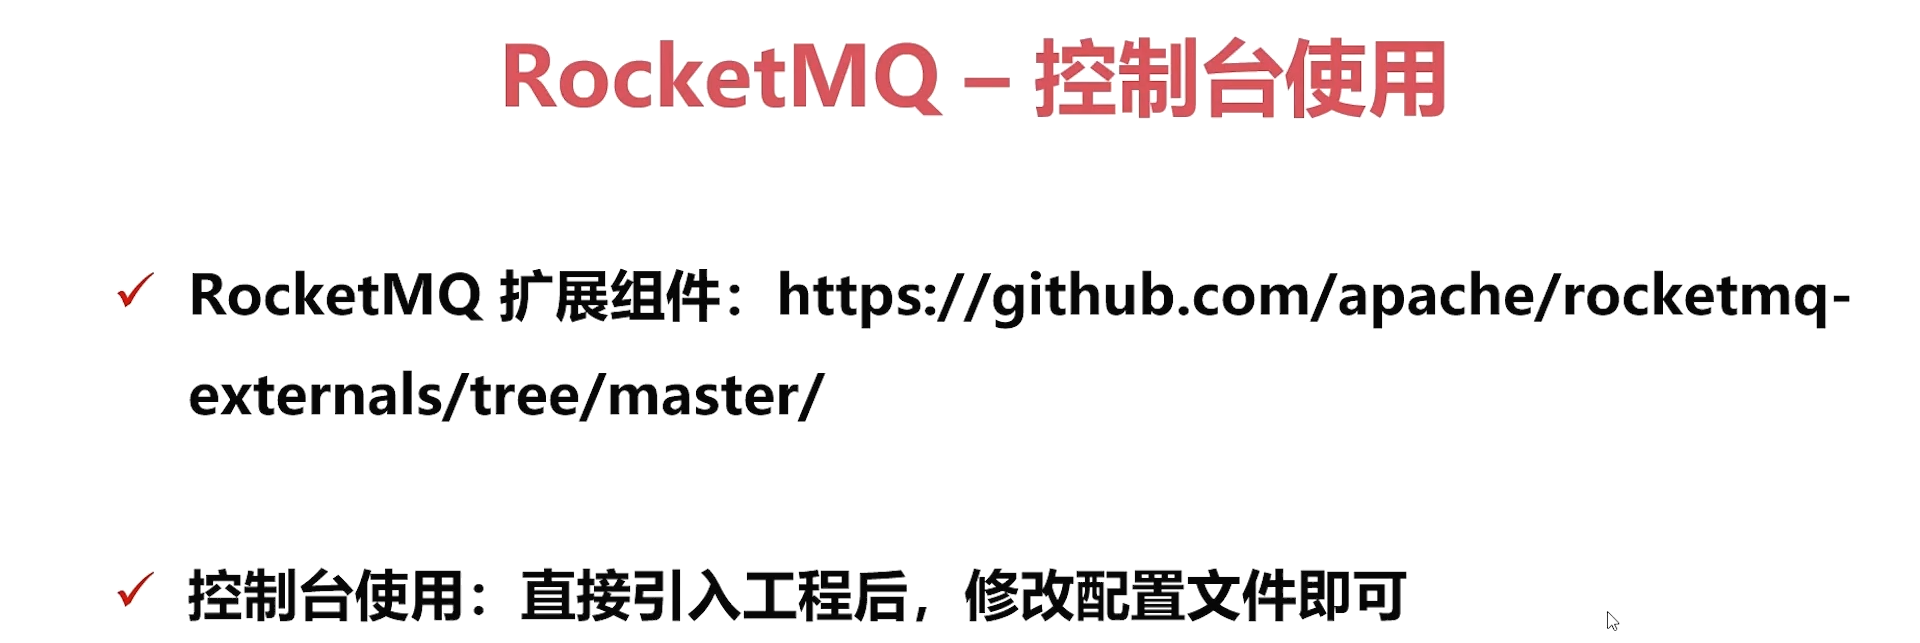 RocketMQ – 控制台使用
RocketMQ 扩展组件：https://github.com/apache/rocketmq-
externals/tree/master/
控制台使用：直接引入工程后，修改配置文件即可